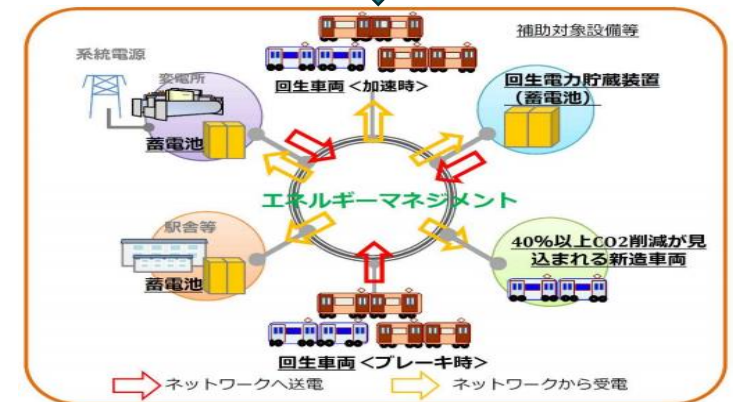 補助対象設備等
系統電源
変電所
蓄電池
回生車両<加速時>
回生電力貯蔵装置
(蓄電池)
エネルギーマネジメント
駅舎等
蓄電池
40%以上CO2削減が見
込まれる新造車両
回生車両<ブレーキ時>
ネットワークへ送電
ネットワークから受電